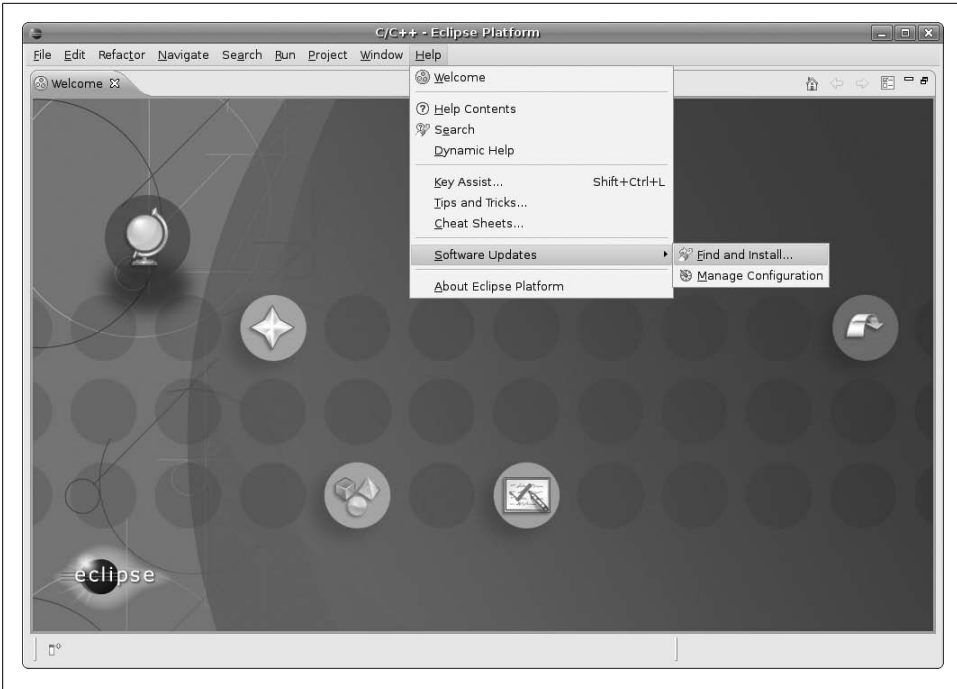 C/C++ - Eclipse Platform
File Edit Refactor Navigate Search Run Project Window Help
Welcome
Welcome
Help Contents
Search
Dynamic Help
Key Assist... Shift+Ctrl+L
Tips and Tricks...
Cheat Sheets...
Software Updates
Find and Install...
Manage Configuration
About Eclipse Platform
eclipse